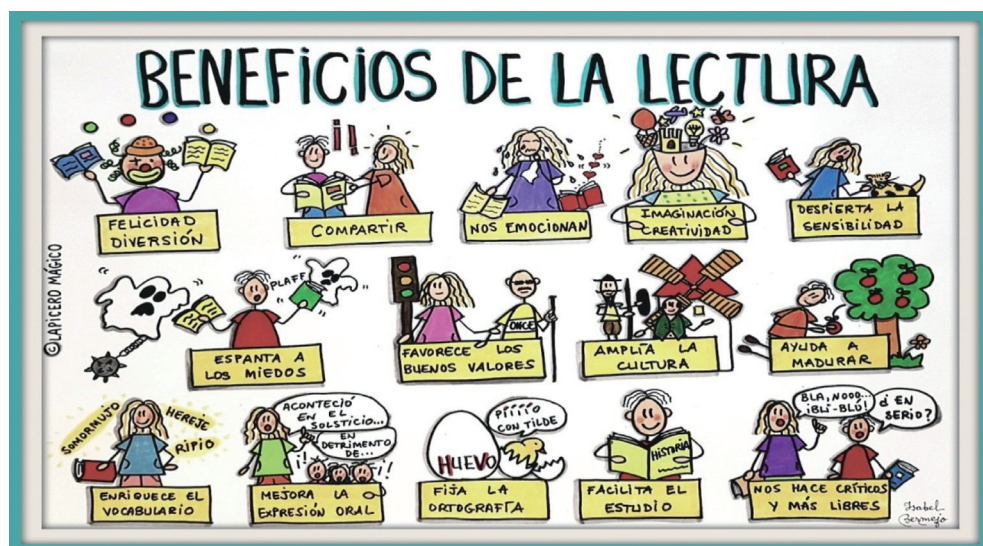 BENEFICIOS DE LA LECTURA
FELICIDAD
DIVERSIÓN
¡!
COMPARTIR
NOS EMOCIONAN
IMAGINACIÓN
CREATIVIDAD
DESPIERTA LA
SENSIBILIDAD
©LAPICERO MÁGICO
PLAFF
ESPANTA A
LOS MIEDOS
ONCE
FAVORECE LOS
BUENOS VALORES
AMPLÍA LA
CULTURA
AYUDA A
MADURAR
SOMORMUJO
HEREJE
RIPIO
ENRIQUECE EL
VOCABULARIO
ACONTECIÓ
EN EL
SOLSTICIO...
EN
DETRIMENTO
DE...
¡!
¡!
MEJORA LA
EXPRESIÓN ORAL
HUEVO
PÍÍÍÍO
CON TILDE
FIJA LA
ORTOGRAFÍA
HISTORIA
FACILITA EL
ESTUDIO
BLA, NOOO...
¡BLI-BLÚ!
¿EN
SERIO?
NOS HACE CRÍTICOS
Y MÁS LIBRES
Isabel
Bermejo